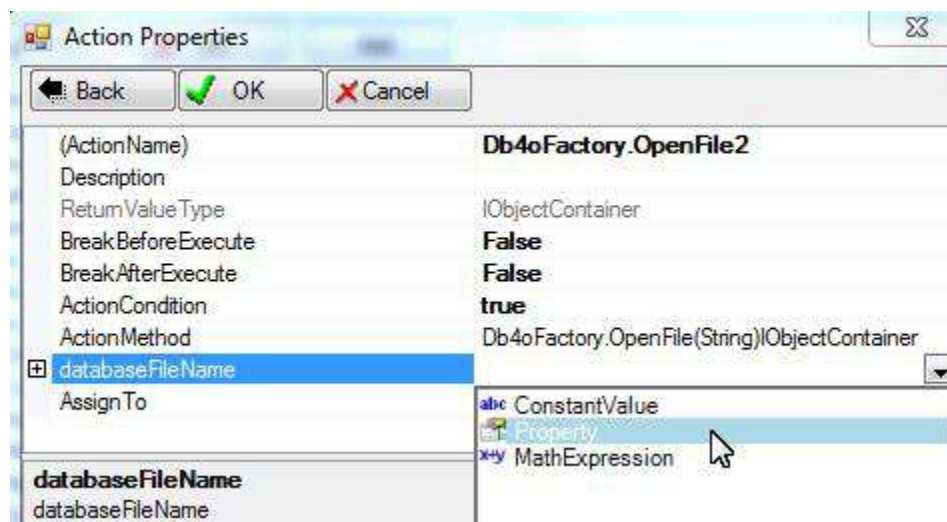 Action Properties
Back OK Cancel
(ActionName) Db4oFactory.OpenFile2
Description
ReturnValueType IObjectContainer
BreakBeforeExecute False
BreakAfterExecute False
ActionCondition true
ActionMethod Db4oFactory.OpenFile(String)IObjectContainer
databaseFileName
AssignTo
abc ConstantValue
Property
x+y MathExpression
databaseFileName
databaseFileName